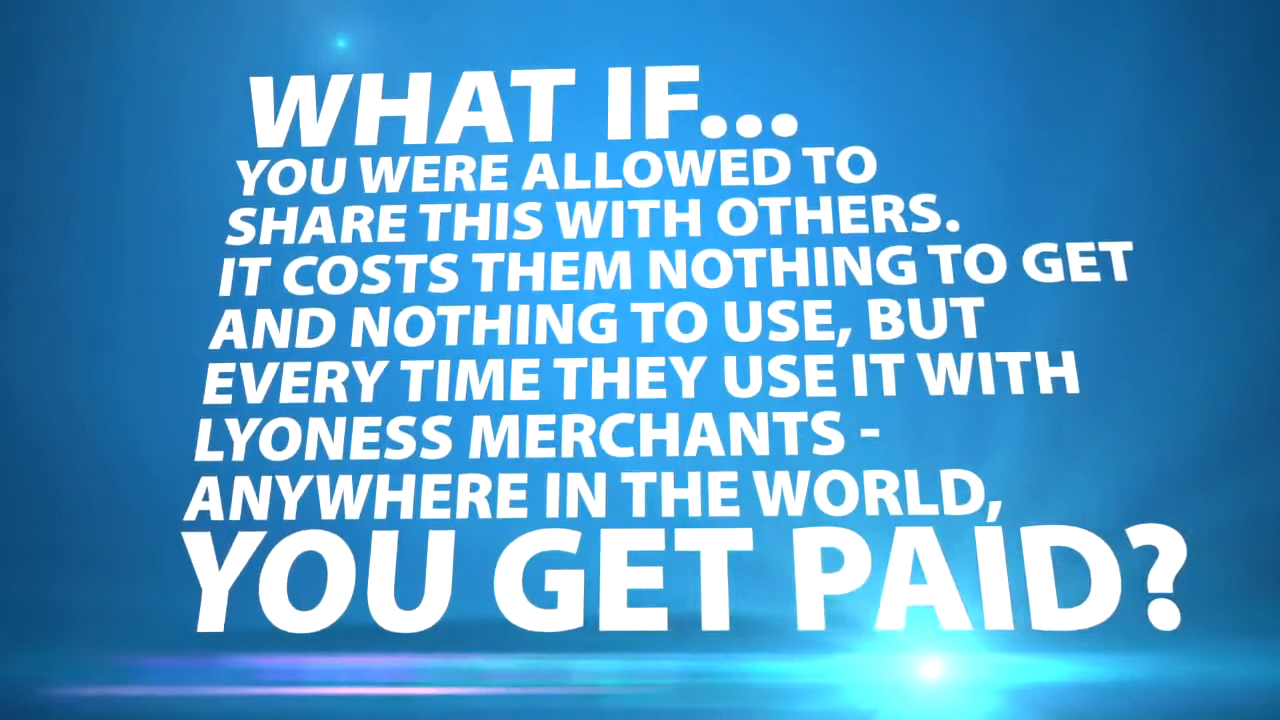 WHAT IF...
YOU WERE ALLOWED TO
SHARE THIS WITH OTHERS.
IT COSTS THEM NOTHING TO GET
AND NOTHING TO USE, BUT
EVERY TIME THEY USE IT WITH
LYONESS MERCHANTS -
ANYWHERE IN THE WORLD,
YOU GET PAID?